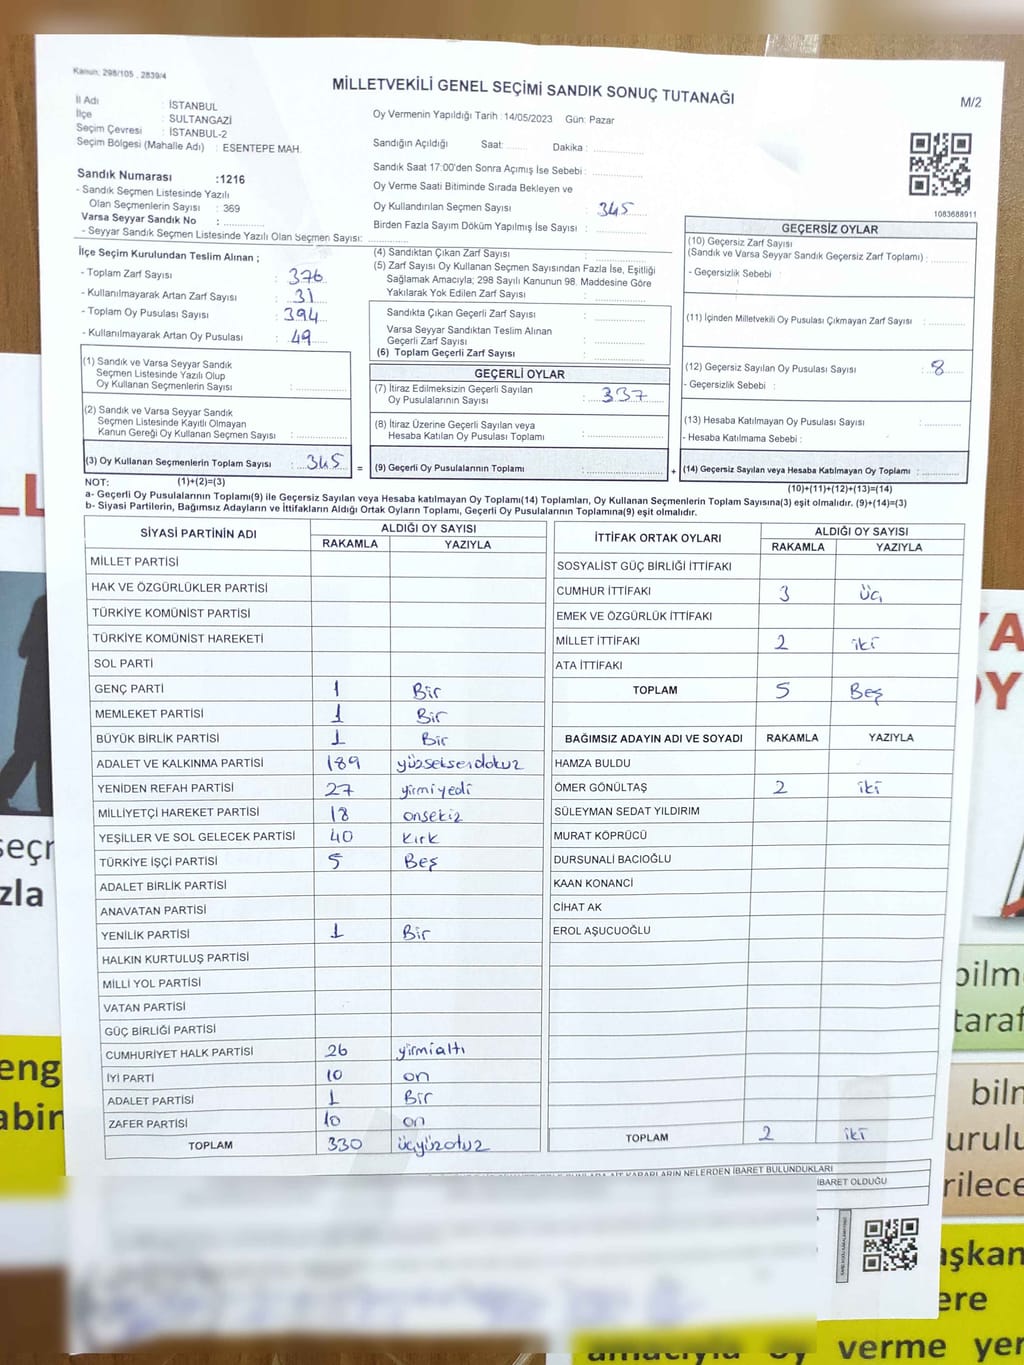 Kanun: 298/105 , 2839/4
MİLLETVEKİLİ GENEL SEÇİMİ SANDIK SONUÇ TUTANAĞI
M/2
İl Adı : İSTANBUL
İlçe : SULTANGAZİ
Seçim Çevresi : İSTANBUL-2
Seçim Bölgesi (Mahalle Adı) : ESENTEPE MAH.
Oy Vermenin Yapıldığı Tarih : 14/05/2023 Gün: Pazar
Sandığın Açıldığı Saat: Dakika :
Sandık Saat 17:00'den Sonra Açımış İse Sebebi :
Oy Verme Saati Bitiminde Sırada Bekleyen ve
Oy Kullandırılan Seçmen Sayısı : 345
Birden Fazla Sayım Döküm Yapılmış İse Sayısı :
1083688911
Sandık Numarası :1216
- Sandık Seçmen Listesinde Yazılı
Olan Seçmenlerin Sayısı : 369
Varsa Seyyar Sandık No :
- Seyyar Sandık Seçmen Listesinde Yazılı Olan Seçmen Sayısı:
İlçe Seçim Kurulundan Teslim Alınan ;
- Toplam Zarf Sayısı : 376
- Kullanılmayarak Artan Zarf Sayısı : 31
- Toplam Oy Pusulası Sayısı : 394
- Kullanılmayarak Artan Oy Pusulası : 49
(1) Sandık ve Varsa Seyyar Sandık
Seçmen Listesinde Yazılı Olup
Oy Kullanan Seçmenlerin Sayısı :
(2) Sandık ve Varsa Seyyar Sandık
Seçmen Listesinde Kayıtlı Olmayan
Kanun Gereği Oy Kullanan Seçmen Sayısı :
(3) Oy Kullanan Seçmenlerin Toplam Sayısı : 345
(4) Sandıktan Çıkan Zarf Sayısı :
(5) Zarf Sayısı Oy Kullanan Seçmen Sayısından Fazla İse, Eşitliği
Sağlamak Amacıyla; 298 Sayılı Kanunun 98. Maddesine Göre
Yakılarak Yok Edilen Zarf Sayısı :
Sandıkta Çıkan Geçerli Zarf Sayısı :
Varsa Seyyar Sandıktan Teslim Alınan
Geçerli Zarf Sayısı :
(6) Toplam Geçerli Zarf Sayısı :
GEÇERLİ OYLAR
(7) İtiraz Edilmeksizin Geçerli Sayılan
Oy Pusulalarının Sayısı : 337
(8) İtiraz Üzerine Geçerli Sayılan veya
Hesaba Katılan Oy Pusulası Toplamı :
= (9) Geçerli Oy Pusulalarının Toplamı :
GEÇERSİZ OYLAR
(10) Geçersiz Zarf Sayısı
(Sandık ve Varsa Seyyar Sandık Geçersiz Zarf Toplamı) :
- Geçersizlik Sebebi :
(11) İçinden Milletvekili Oy Pusulası Çıkmayan Zarf Sayısı :
(12) Geçersiz Sayılan Oy Pusulası Sayısı : 8
- Geçersizlik Sebebi :
(13) Hesaba Katılmayan Oy Pusulası Sayısı :
- Hesaba Katılmama Sebebi :
+ (14) Geçersiz Sayılan veya Hesaba Katılmayan Oy Toplamı :
NOT: (1)+(2)=(3)
(10)+(11)+(12)+(13)=(14)
a- Geçerli Oy Pusulalarının Toplamı(9) ile Geçersiz Sayılan veya Hesaba katılmayan Oy Toplamı(14) Toplamları, Oy Kullanan Seçmenlerin Toplam Sayısına(3) eşit olmalıdır. (9)+(14)=(3)
b- Siyasi Partilerin, Bağımsız Adayların ve İttifakların Aldığı Ortak Oyların Toplamı, Geçerli Oy Pusulalarının Toplamına(9) eşit olmalıdır.
SİYASİ PARTİNİN ADI ALDIĞI OY SAYISI
RAKAMLA YAZIYLA
MİLLET PARTİSİ
HAK VE ÖZGÜRLÜKLER PARTİSİ
TÜRKİYE KOMÜNİST PARTİSİ
TÜRKİYE KOMÜNİST HAREKETİ
SOL PARTİ
GENÇ PARTİ 1 Bir
MEMLEKET PARTİSİ 1 Bir
BÜYÜK BİRLİK PARTİSİ 1 Bir
ADALET VE KALKINMA PARTİSİ 189 yüzseksendokuz
YENİDEN REFAH PARTİSİ 27 yirmiyedi
MİLLİYETÇİ HAREKET PARTİSİ 18 onsekiz
YEŞİLLER VE SOL GELECEK PARTİSİ 40 kırk
TÜRKİYE İŞÇİ PARTİSİ 5 Beş
ADALET BİRLİK PARTİSİ
ANAVATAN PARTİSİ
YENİLİK PARTİSİ 1 Bir
HALKIN KURTULUŞ PARTİSİ
MİLLİ YOL PARTİSİ
VATAN PARTİSİ
GÜÇ BİRLİĞİ PARTİSİ
CUMHURİYET HALK PARTİSİ 26 yirmialtı
İYİ PARTİ 10 on
ADALET PARTİSİ 1 Bir
ZAFER PARTİSİ 10 on
TOPLAM 330 üçyüzotuz
İTTİFAK ORTAK OYLARI ALDIĞI OY SAYISI
RAKAMLA YAZIYLA
SOSYALİST GÜÇ BİRLİĞİ İTTİFAKI
CUMHUR İTTİFAKI 3 üç
EMEK VE ÖZGÜRLÜK İTTİFAKI
MİLLET İTTİFAKI 2 iki
ATA İTTİFAKI
TOPLAM 5 Beş
BAĞIMSIZ ADAYIN ADI VE SOYADI RAKAMLA YAZIYLA
HAMZA BULDU
ÖMER GÖNÜLTAŞ 2 iki
SÜLEYMAN SEDAT YILDIRIM
MURAT KÖPRÜCÜ
DURSUNALİ BACIOĞLU
KAAN KONANCİ
CİHAT AK
EROL AŞUCUOĞLU
TOPLAM 2 iki
KARARLARIN NELERDEN İBARET BULUNDUKLARI
İBARET OLDUĞU
seçr
zla
eng
abin
YA
OY
bilme
taraf
biln
urulu
rilece
aşkan
ere
amacıyla oy verme yer